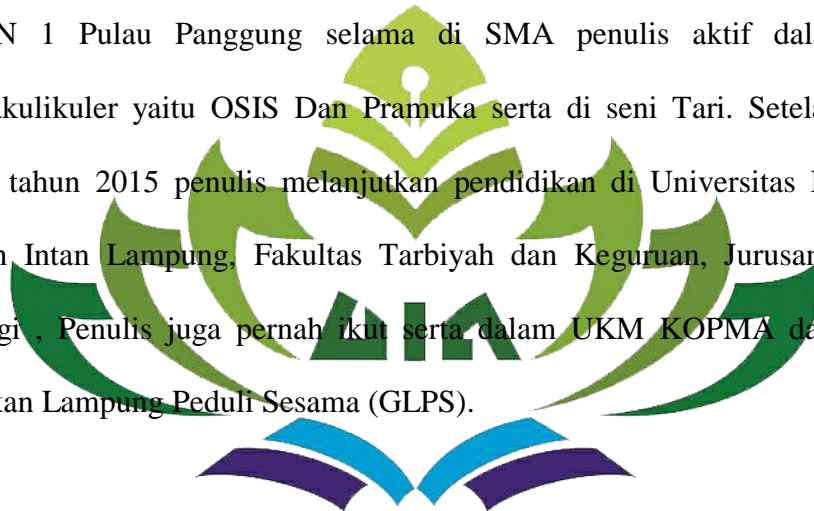 N 1 Pulau Panggung selama di SMA penulis aktif dala
akulikuler yaitu OSIS Dan Pramuka serta di seni Tari. Setela
tahun 2015 penulis melanjutkan pendidikan di Universitas I
n Intan Lampung, Fakultas Tarbiyah dan Keguruan, Jurusan
gi , Penulis juga pernah ikut serta dalam UKM KOPMA da
kan Lampung Peduli Sesama (GLPS).